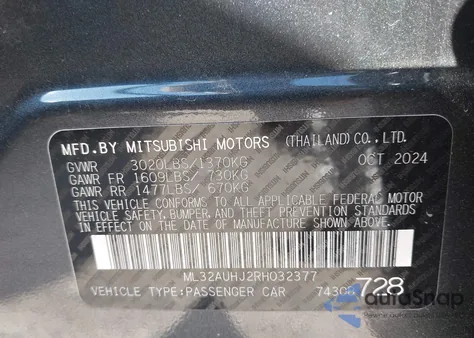 MFD.BY MITSUBISHI MOTORS (THAILAND) CO., LTD.
GVWR 3020LBS/1370KG OCT 2024
GAWR FR 1609LBS/ 730KG
GAWR RR 1477LBS/ 670KG
THIS VEHICLE CONFORMS TO ALL APPLICABLE FEDERAL MOTOR
VEHICLE SAFETY, BUMPER, AND THEFT PREVENTION STANDARDS
IN EFFECT ON THE DATE OF MANUFACTURE SHOWN ABOVE.
ML32AUHJ2RH032377
VEHICLE TYPE:PASSENGER CAR 728
AutoSnap